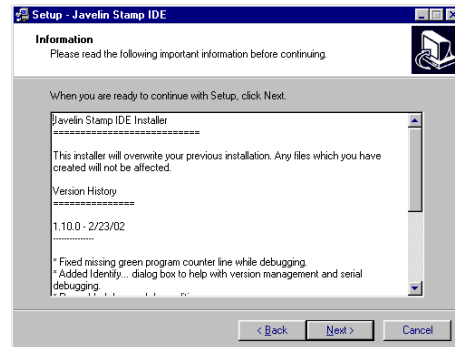 Setup - Javelin Stamp IDE
Information
Please read the following important information before continuing.
When you are ready to continue with Setup, click Next.
Javelin Stamp IDE Installer
===========================
This installer will overwrite your previous installation. Any files which you have
created will not be affected.
Version History
===============
1.10.0 - 2/23/02
--------------
* Fixed missing green program counter line while debugging.
* Added Identify... dialog box to help with version management and serial
debugging.
< Back
Next >
Cancel